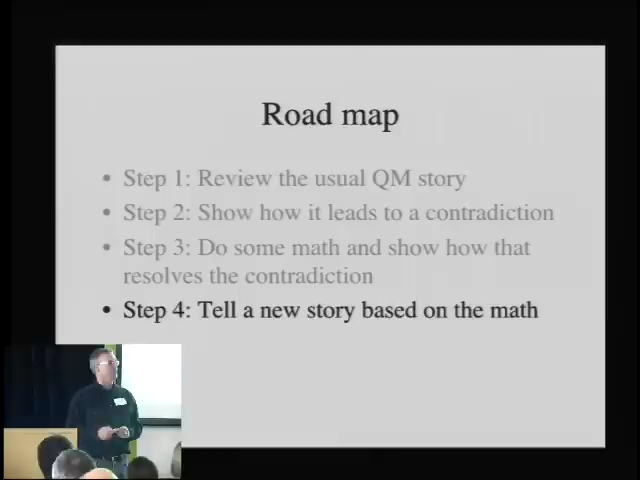 Road map
• Step 1: Review the usual QM story
• Step 2: Show how it leads to a contradiction
• Step 3: Do some math and show how that
resolves the contradiction
• Step 4: Tell a new story based on the math